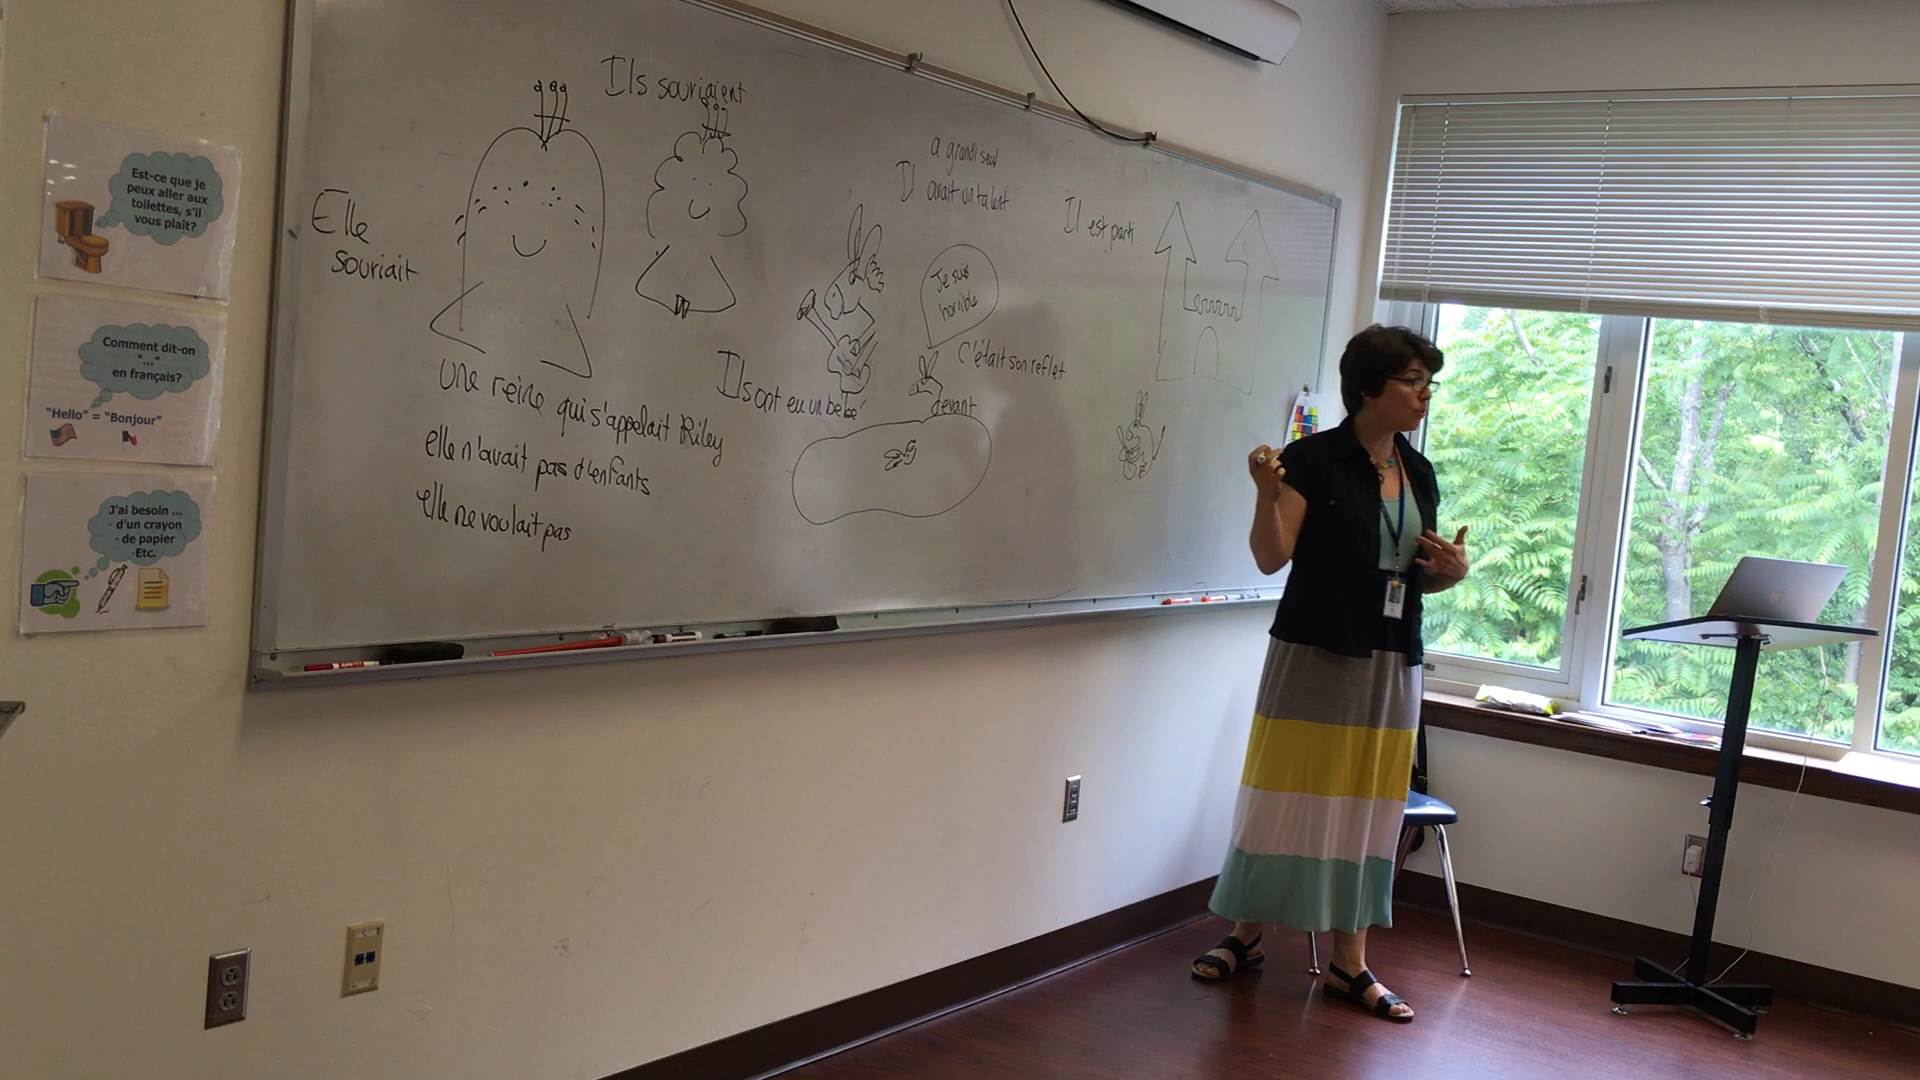 Est-ce que je
peux aller aux
toilettes, s'il
vous plaît?
Comment dit-on
"..."
en français?
"Hello" = "Bonjour"
J'ai besoin ...
- d'un crayon
- de papier
-Etc.
Ils souriaient
Elle
souriait
une reine qui s'appelait Riley
elle n'avait pas d'enfants
elle ne voulait pas
Ils ont eu un bébé
a grandi seul
Il avait un talent
Je suis
horrible
C'était son reflet
devant
Il est parti